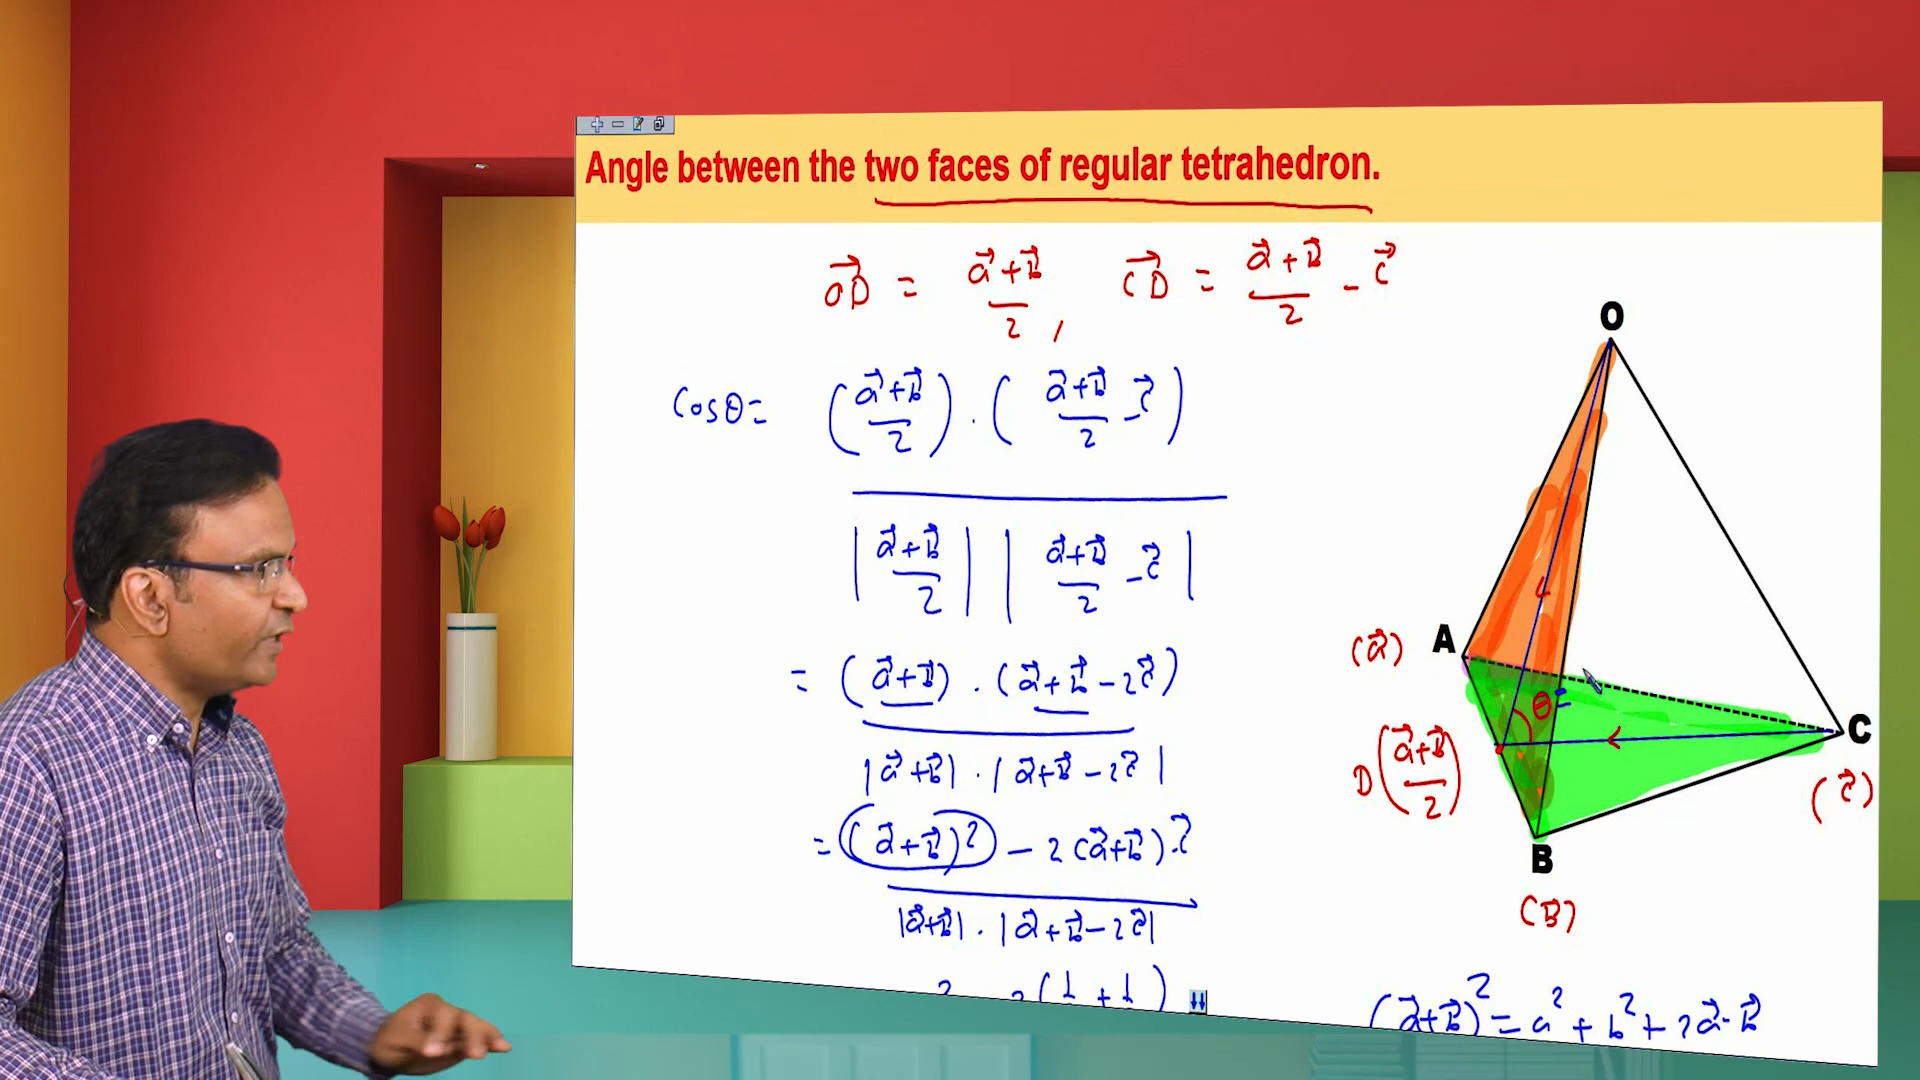 Angle between the two faces of regular tetrahedron.
OD⃗ = (a⃗+b⃗)/2 , CD⃗ = (a⃗+b⃗)/2 - c⃗
Cosθ = ((a⃗+b⃗)/2) . ((a⃗+b⃗)/2 - c⃗)
|(a⃗+b⃗)/2| |(a⃗+b⃗)/2 - c⃗|
= (a⃗+b⃗) . (a⃗+b⃗-2c⃗)
|a⃗+b⃗| . |a⃗+b⃗-2c⃗|
= (a⃗+b⃗)² - 2(a⃗+b⃗).c⃗
|a⃗+b⃗| . |a⃗+b⃗-2c⃗|
O
A
(a⃗)
θ
C
(c⃗)
D((a⃗+b⃗)/2)
B
(b⃗)
(a⃗+b⃗)² = a² + b² + 2a⃗.b⃗